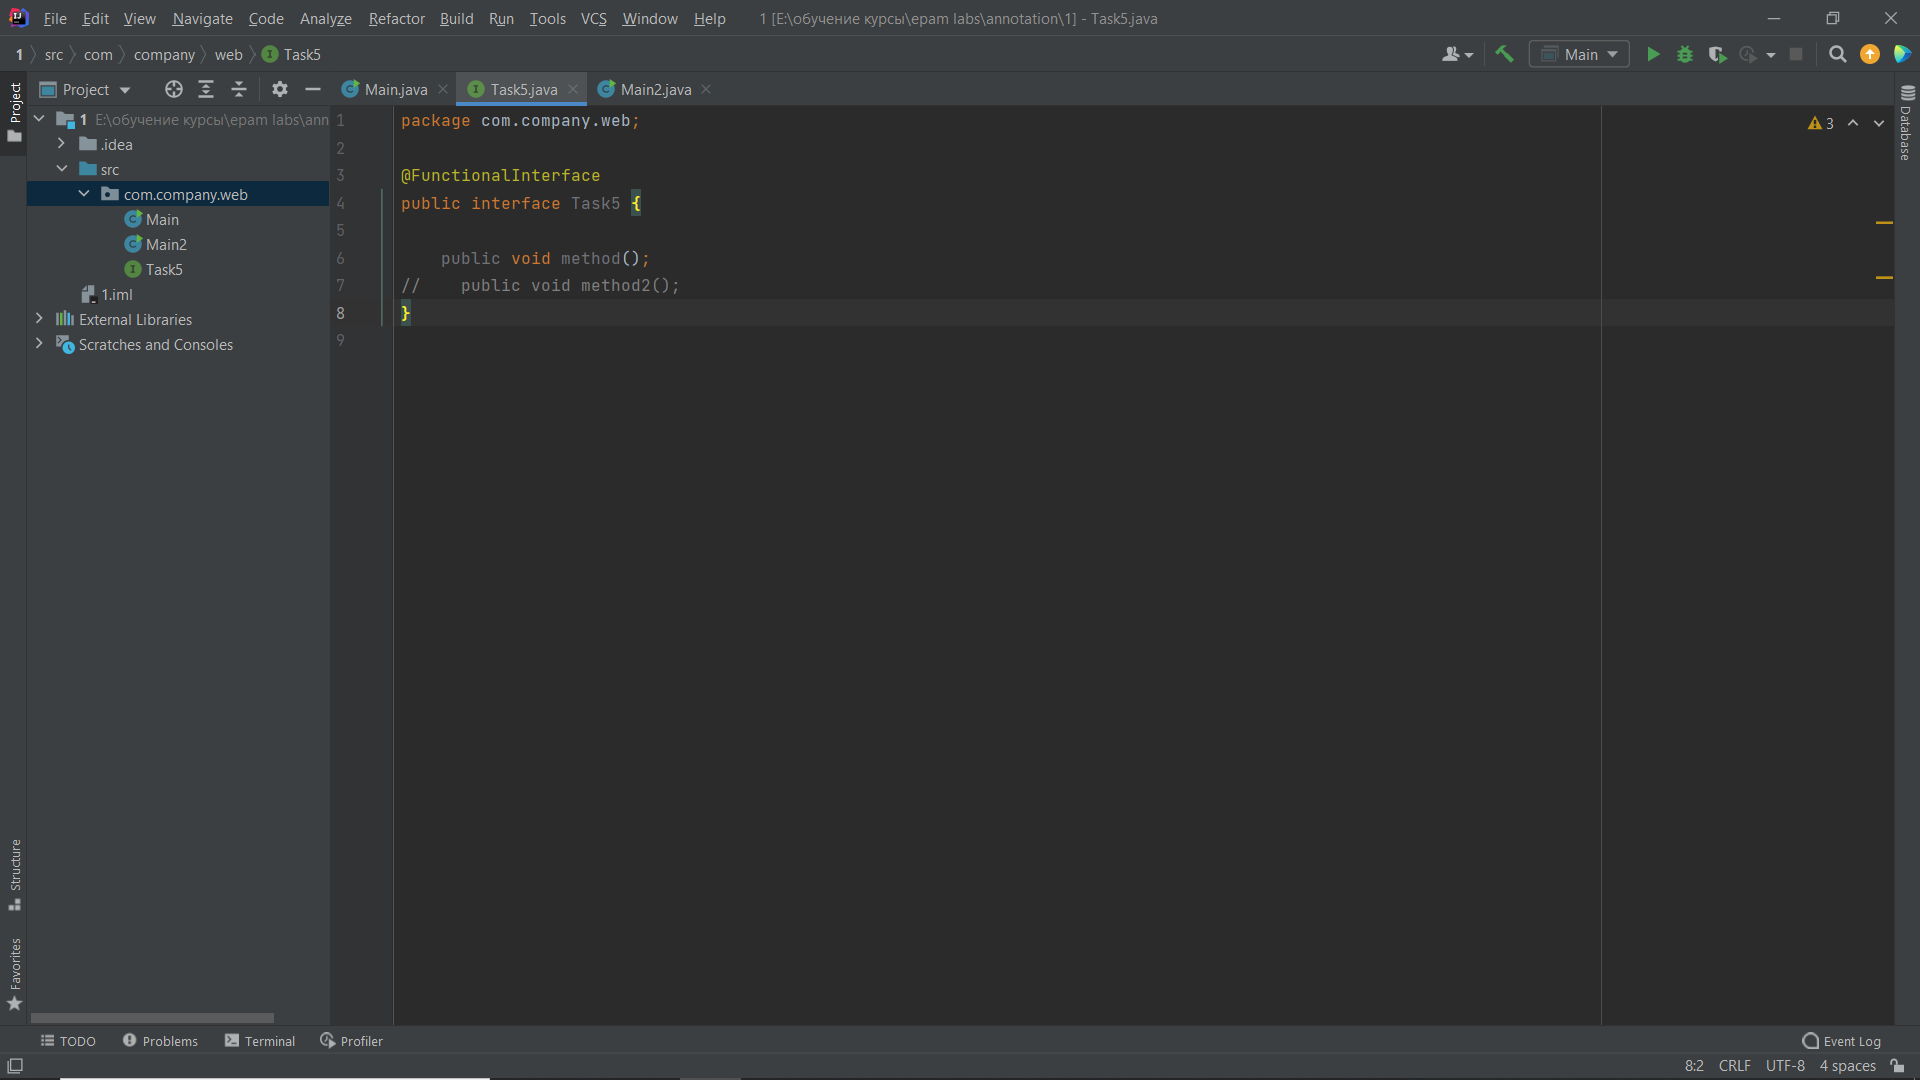 File Edit View Navigate Code Analyze Refactor Build Run Tools VCS Window Help 1 [E:\обучение курсы\epam labs\annotation\1] - Task5.java
1 src com company web Task5 Main
Project Main.java Task5.java Main2.java
Project
1 E:\обучение курсы\epam labs\ann
.idea
src
com.company.web
Main
Main2
Task5
1.iml
External Libraries
Scratches and Consoles
1 package com.company.web;
2
3 @FunctionalInterface
4 public interface Task5 {
5
6 public void method();
7 // public void method2();
8 }
9
3
Database
Structure
Favorites
TODO Problems Terminal Profiler Event Log
8:2 CRLF UTF-8 4 spaces